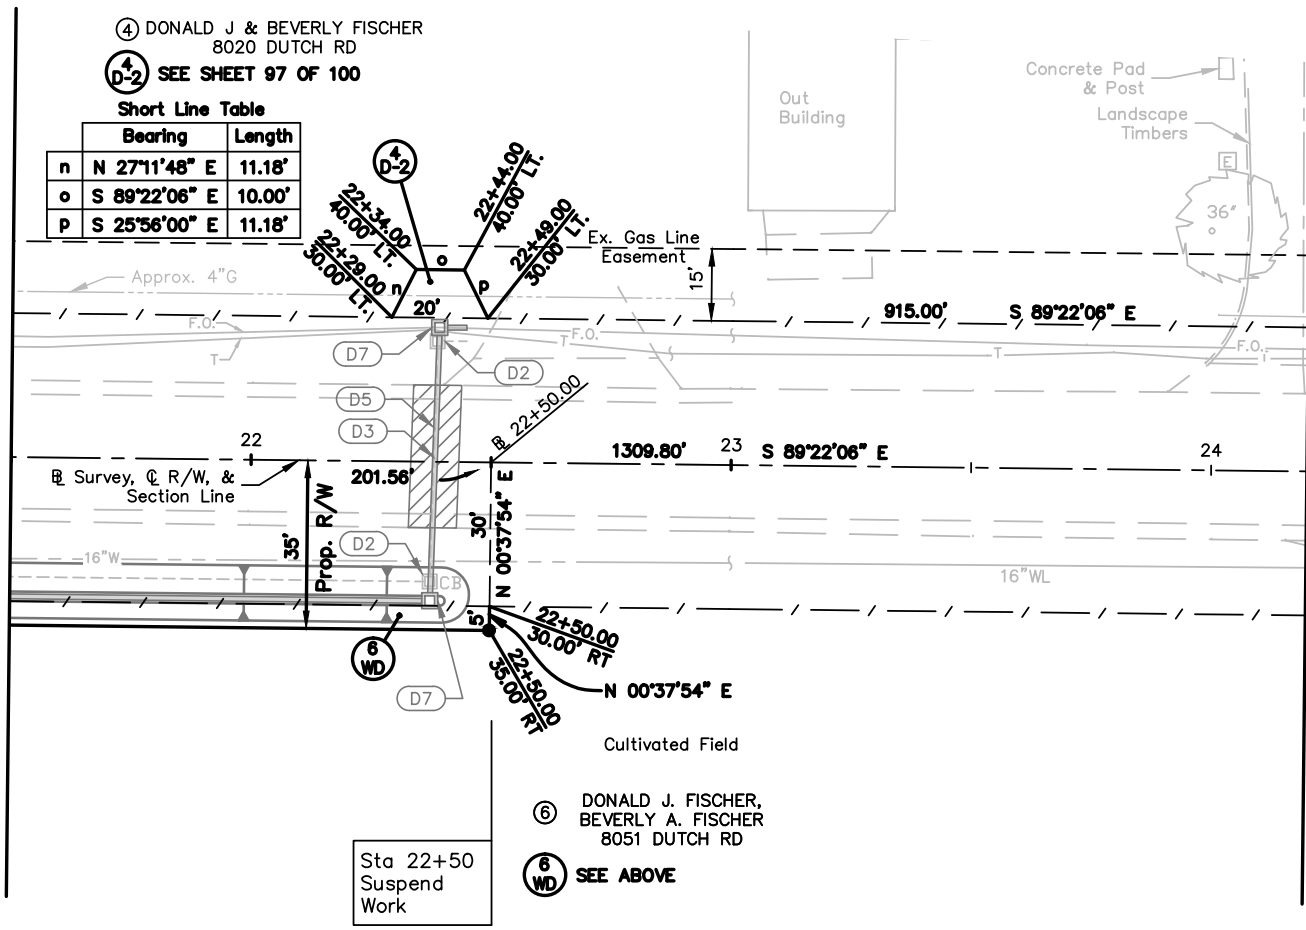 4 DONALD J & BEVERLY FISCHER
8020 DUTCH RD
4
D-2
SEE SHEET 97 OF 100
Short Line Table
Bearing Length
n N 27°11'48" E 11.18'
o S 89°22'06" E 10.00'
p S 25°56'00" E 11.18'
4
D-2
22+34.00
40.00' LT.
22+44.00
40.00' LT.
22+29.00
30.00' LT.
22+49.00
30.00' LT.
n
o
p
20'
Out
Building
Concrete Pad
& Post
Landscape
Timbers
E
36"
Ex. Gas Line
Easement
15'
Approx. 4"G
915.00' S 89°22'06" E
F.O.
T
F.O.
T
T
F.O.
T
D7
D2
D5
D3
BL 22+50.00
22
1309.80'
23
S 89°22'06" E
24
BL Survey, CL R/W, &
Section Line
201.56'
35'
Prop. R/W
30'
N 00°37'54" E
D2
16"W
CB
16"WL
5'
22+50.00
30.00' RT
22+50.00
35.00' RT
6
WD
D7
N 00°37'54" E
Cultivated Field
6 DONALD J. FISCHER,
BEVERLY A. FISCHER
8051 DUTCH RD
6
WD
SEE ABOVE
Sta 22+50
Suspend
Work